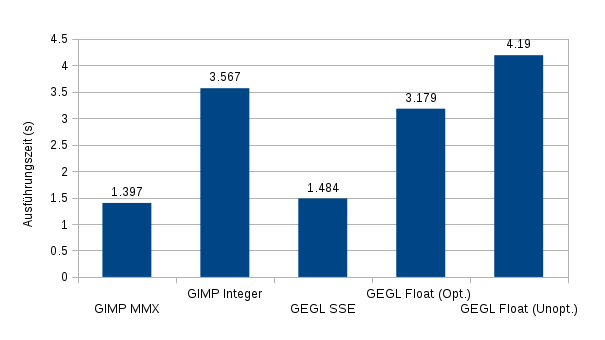 4.5
4
3.5
3
2.5
2
1.5
1
0.5
0
Ausführungszeit (s)
1.397
3.567
1.484
3.179
4.19
GIMP MMX
GIMP Integer
GEGL SSE
GEGL Float (Opt.)
GEGL Float (Unopt.)